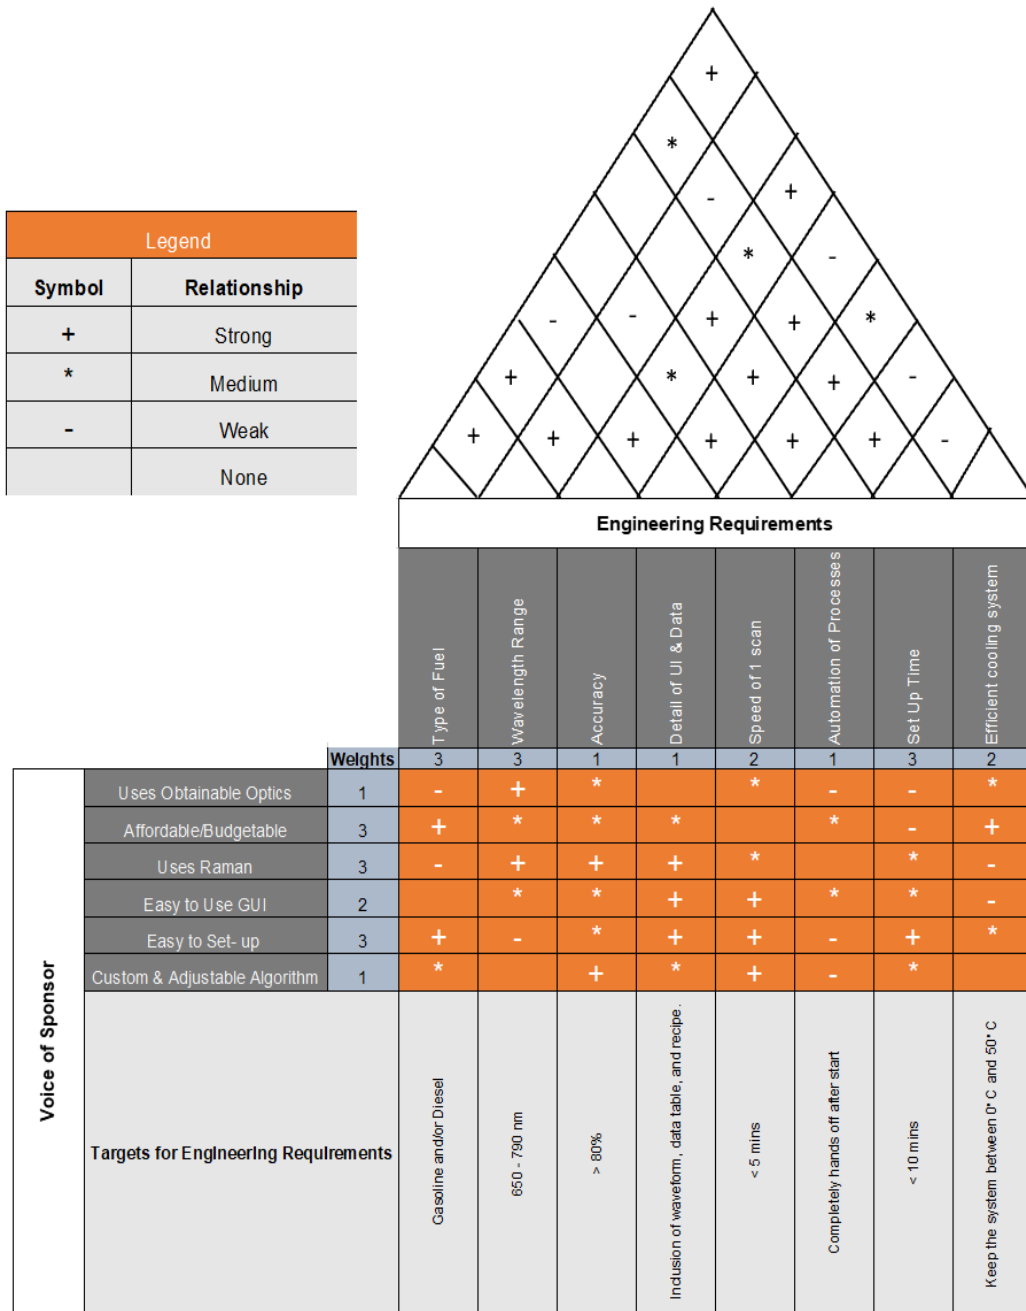 Legend
Symbol Relationship
+ Strong
* Medium
- Weak
None
+
*
- +
* -
- - + + *
+ * + + -
+ + + + + + -
Engineering Requirements
Type of Fuel
Wavelength Range
Accuracy
Detail of UI & Data
Speed of 1 scan
Automation of Processes
Set Up Time
Efficient cooling system
Weights 3 3 1 1 2 1 3 2
Voice of Sponsor
Uses Obtainable Optics 1 - + * * - - *
Affordable/Budgetable 3 + * * * * - +
Uses Raman 3 - + + + * * -
Easy to Use GUI 2 * * + + * * -
Easy to Set- up 3 + - * + + - + *
Custom & Adjustable Algorithm 1 * + * + - *
Targets for Engineering Requirements
Gasoline and/or Diesel
650 - 790 nm
> 80%
Inclusion of waveform, data table, and recipe.
< 5 mins
Completely hands off after start
< 10 mins
Keep the system between 0° C and 50° C